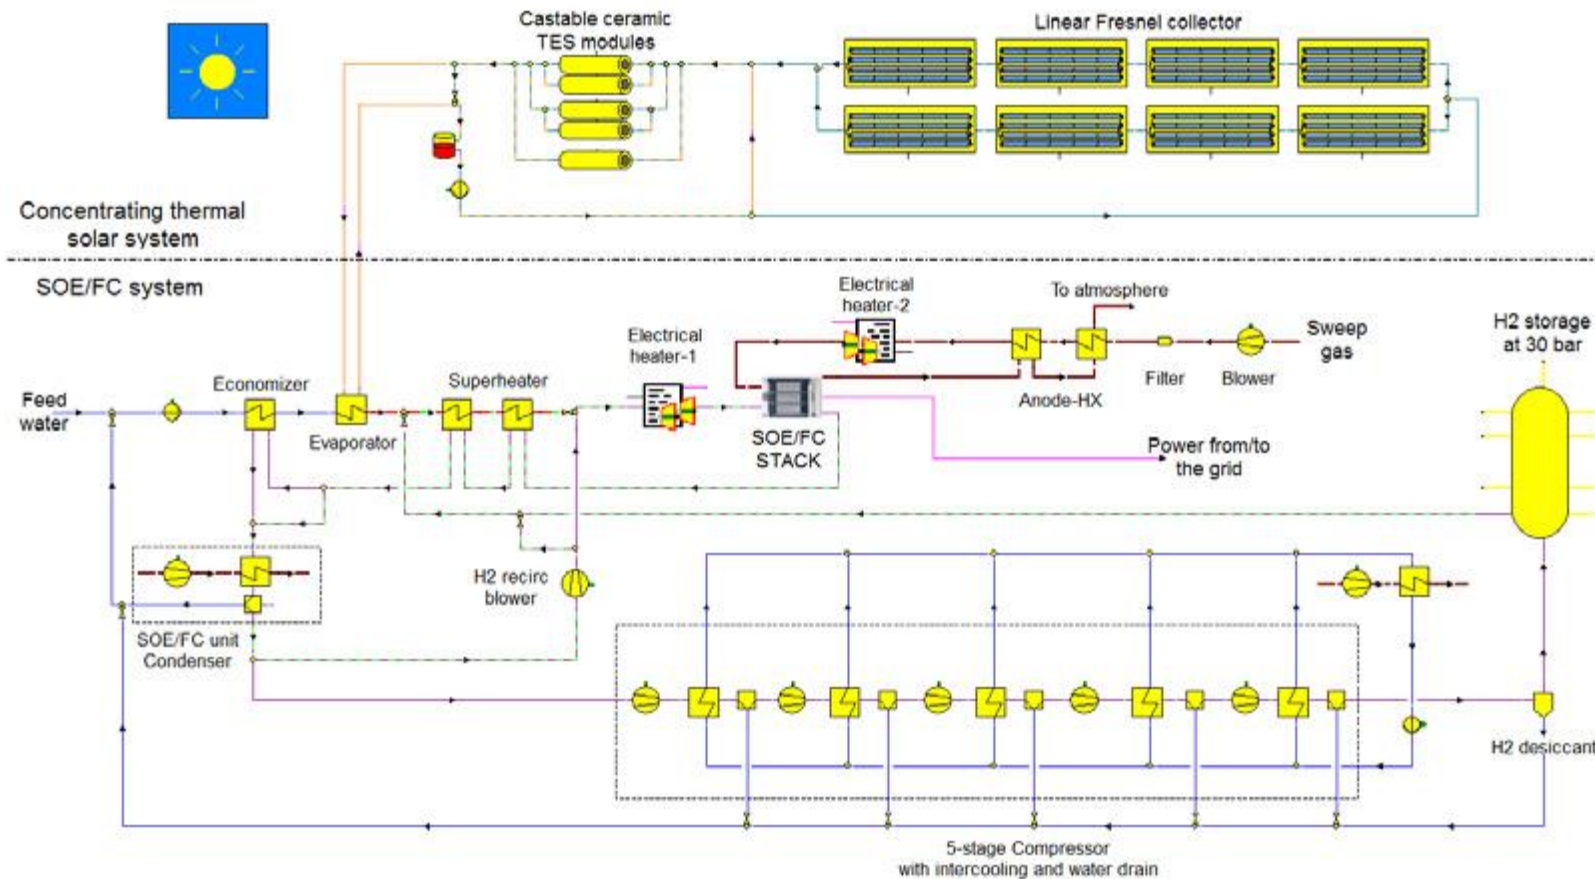 Castable ceramic
TES modules
Linear Fresnel collector
Concentrating thermal
solar system
SOE/FC system
Electrical
heater-2
To atmosphere
H2 storage
at 30 bar
Electrical
heater-1
Sweep
gas
Economizer
Superheater
Filter
Blower
Feed
water
Anode-HX
Evaporator
SOE/FC
STACK
Power from/to
the grid
H2 recirc
blower
SOE/FC unit
Condenser
H2 desiccant
5-stage Compressor
with intercooling and water drain